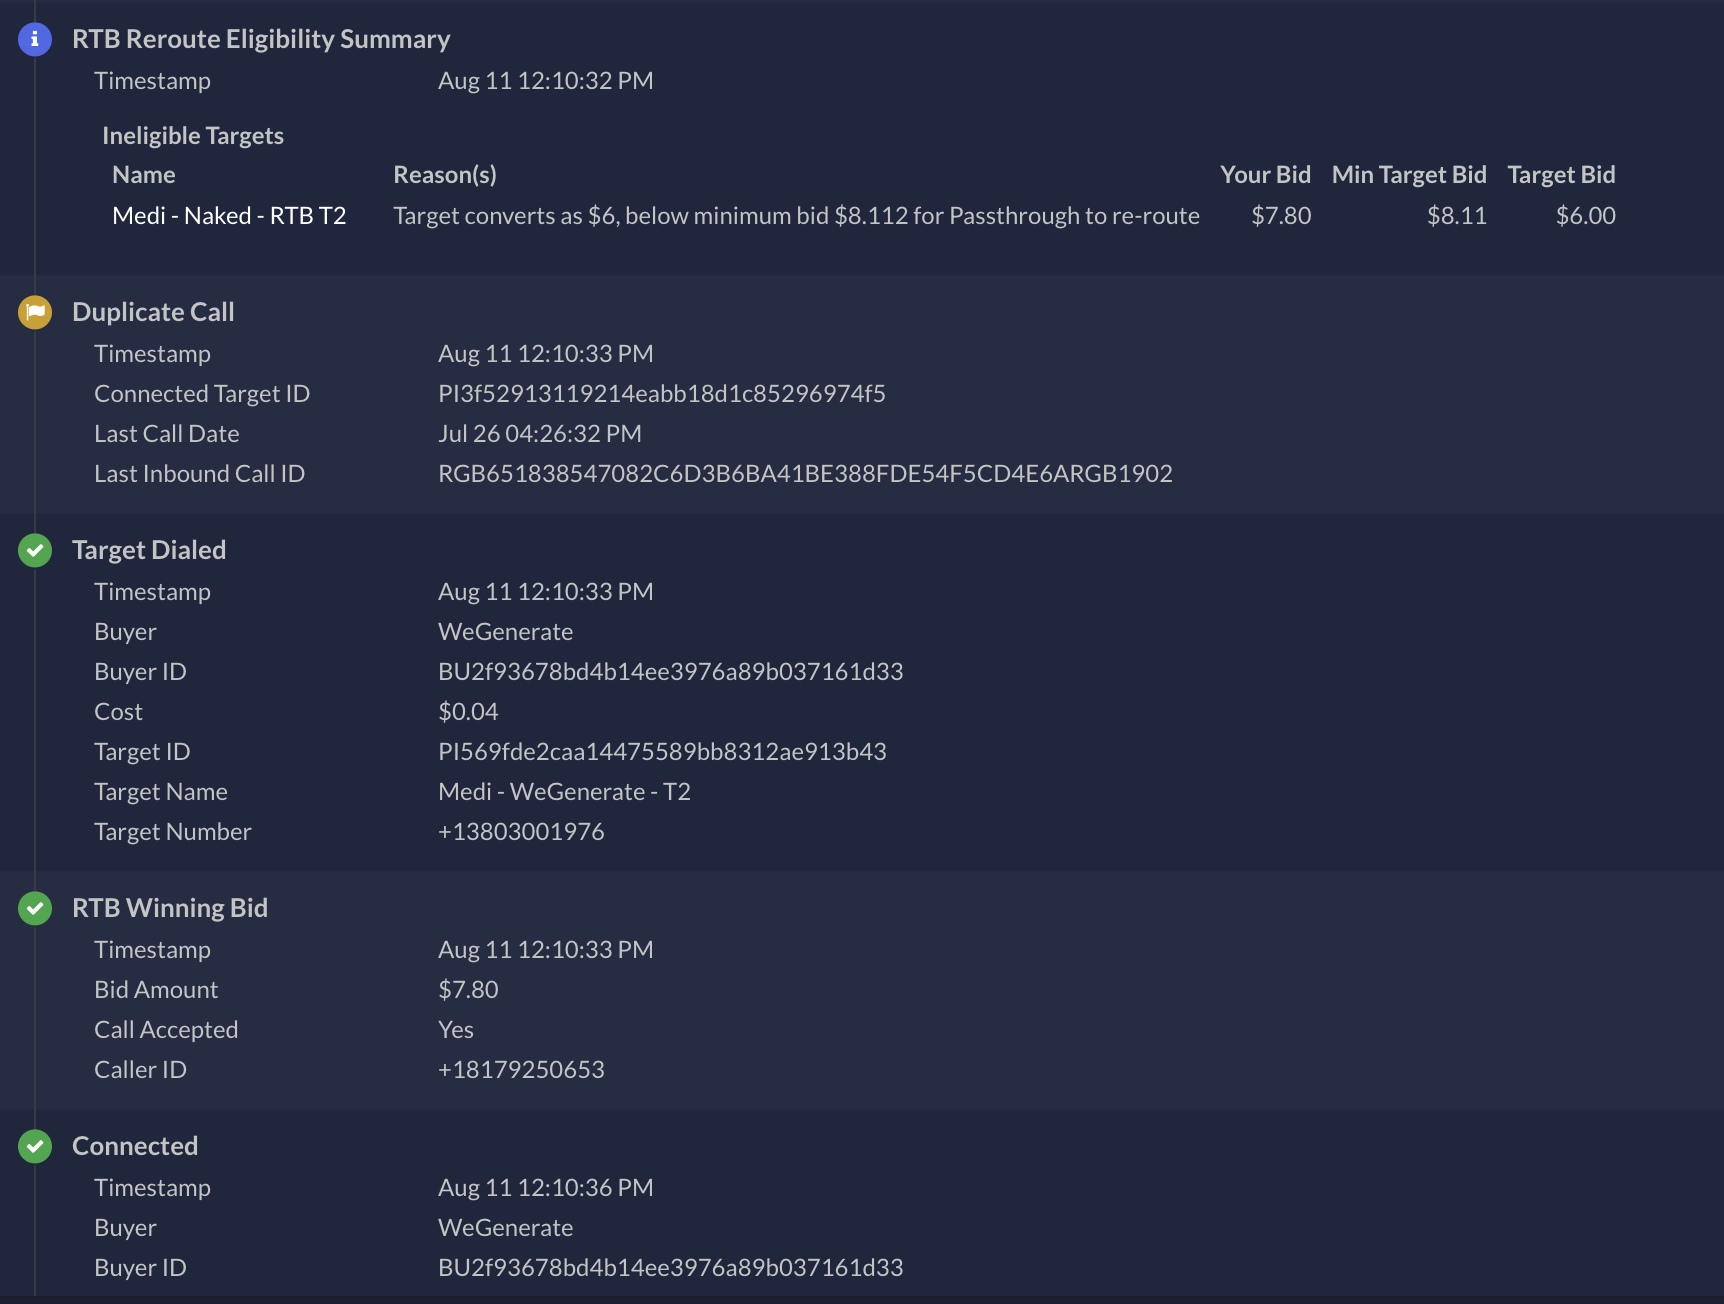 RTB Reroute Eligibility Summary
Timestamp Aug 11 12:10:32 PM
Ineligible Targets
Name Reason(s) Your Bid Min Target Bid Target Bid
Medi - Naked - RTB T2 Target converts as $6, below minimum bid $8.112 for Passthrough to re-route $7.80 $8.11 $6.00
Duplicate Call
Timestamp Aug 11 12:10:33 PM
Connected Target ID PI3f52913119214eabb18d1c85296974f5
Last Call Date Jul 26 04:26:32 PM
Last Inbound Call ID RGB651838547082C6D3B6BA41BE388FDE54F5CD4E6ARGB1902
Target Dialed
Timestamp Aug 11 12:10:33 PM
Buyer WeGenerate
Buyer ID BU2f93678bd4b14ee3976a89b037161d33
Cost $0.04
Target ID PI569fde2caa14475589bb8312ae913b43
Target Name Medi - WeGenerate - T2
Target Number +13803001976
RTB Winning Bid
Timestamp Aug 11 12:10:33 PM
Bid Amount $7.80
Call Accepted Yes
Caller ID +18179250653
Connected
Timestamp Aug 11 12:10:36 PM
Buyer WeGenerate
Buyer ID BU2f93678bd4b14ee3976a89b037161d33